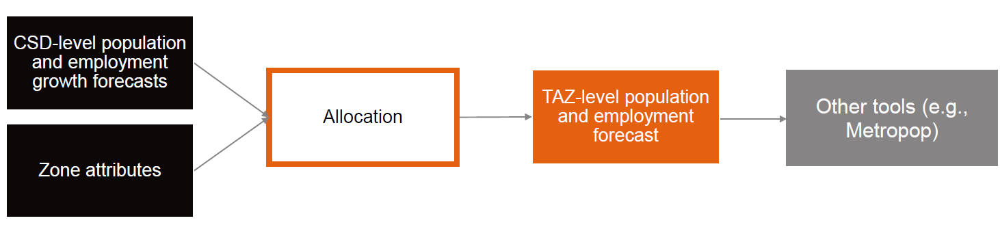 CSD-level population
and employment
growth forecasts
Zone attributes
Allocation
TAZ-level population
and employment
forecast
Other tools (e.g.,
Metropop)